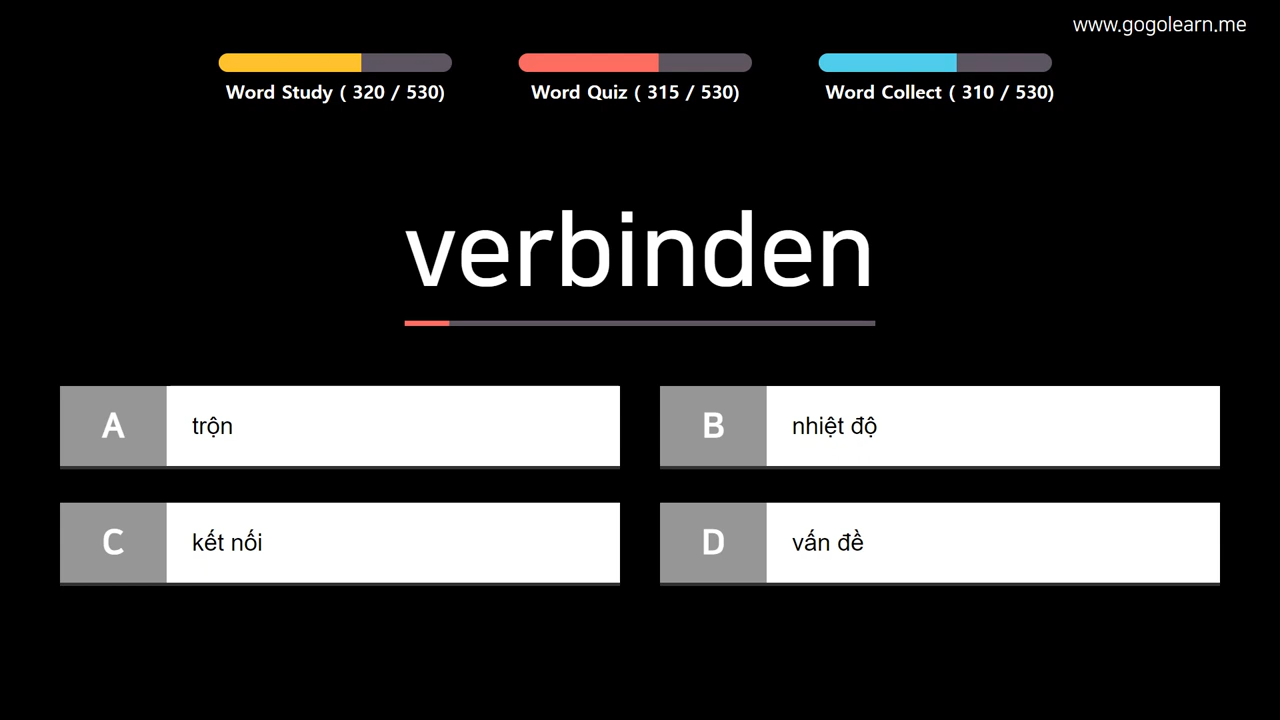 www.gogolearn.me
Word Study ( 320 / 530)
Word Quiz ( 315 / 530)
Word Collect ( 310 / 530)
verbinden
A trộn
B nhiệt độ
C kết nối
D vấn đề